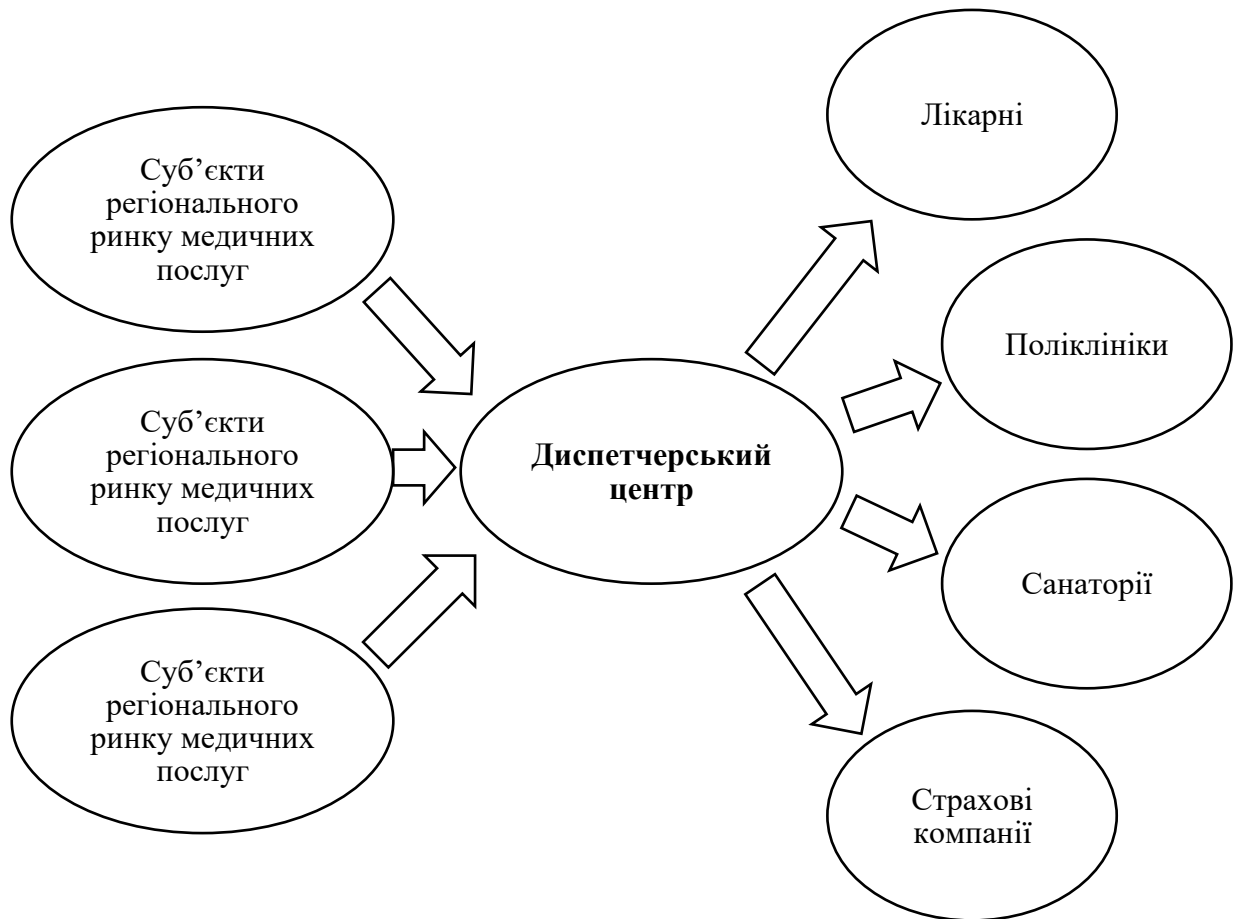 Суб’єкти
регіонального
ринку медичних
послуг
Суб’єкти
регіонального
ринку медичних
послуг
Суб’єкти
регіонального
ринку медичних
послуг
Диспетчерський
центр
Лікарні
Поліклініки
Санаторії
Страхові
компанії